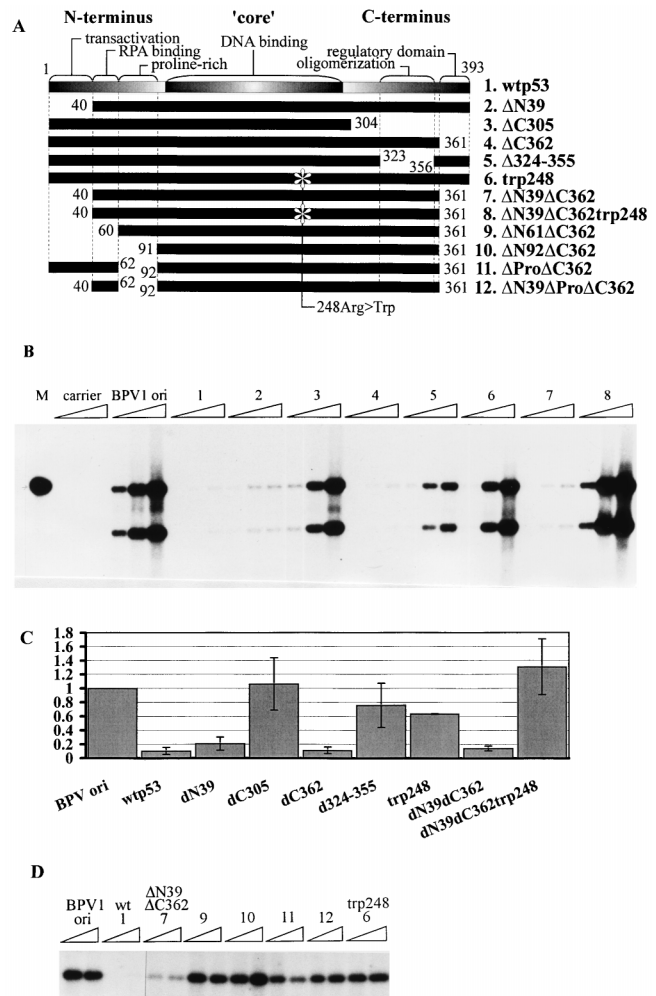 A
N-terminus 'core' C-terminus
transactivation
RPA binding
proline-rich
DNA binding
regulatory domain
oligomerization
1 393
1. wtp53
40 2. ΔN39
304 3. ΔC305
361 4. ΔC362
323 356 5. Δ324-355
6. trp248
40 361 7. ΔN39ΔC362
40 361 8. ΔN39ΔC362trp248
60 361 9. ΔN61ΔC362
91 361 10. ΔN92ΔC362
62 92 361 11. ΔProΔC362
40 62 92 361 12. ΔN39ΔProΔC362
248Arg>Trp
B
M carrier BPV1 ori 1 2 3 4 5 6 7 8
C
1.8
1.6
1.4
1.2
1
0.8
0.6
0.4
0.2
0
BPV ori wtp53 dN39 dC305 dC362 d324-355 trp248 dN39dC362 dN39dC362trp248
D
BPV1 ori wt 1 ΔN39 ΔC362 7 9 10 11 12 trp248 6